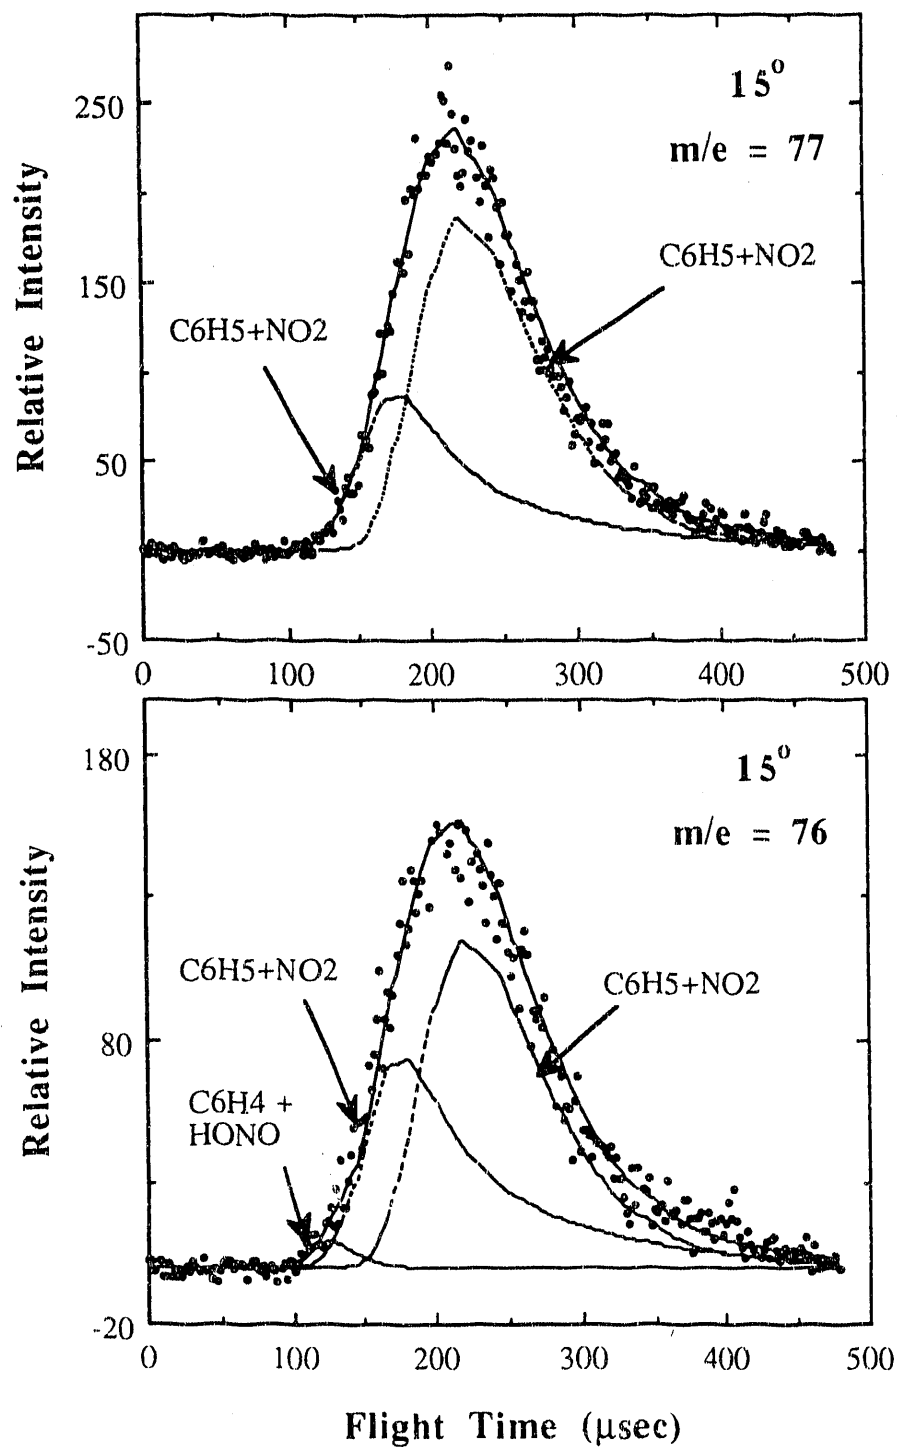 15°
m/e = 77
250
150
50
-50
Relative Intensity
C6H5+NO2
C6H5+NO2
0 100 200 300 400 500
15°
m/e = 76
180
80
-20
Relative Intensity
C6H5+NO2
C6H5+NO2
C6H4 +
HONO
0 100 200 300 400 500
Flight Time (μsec)